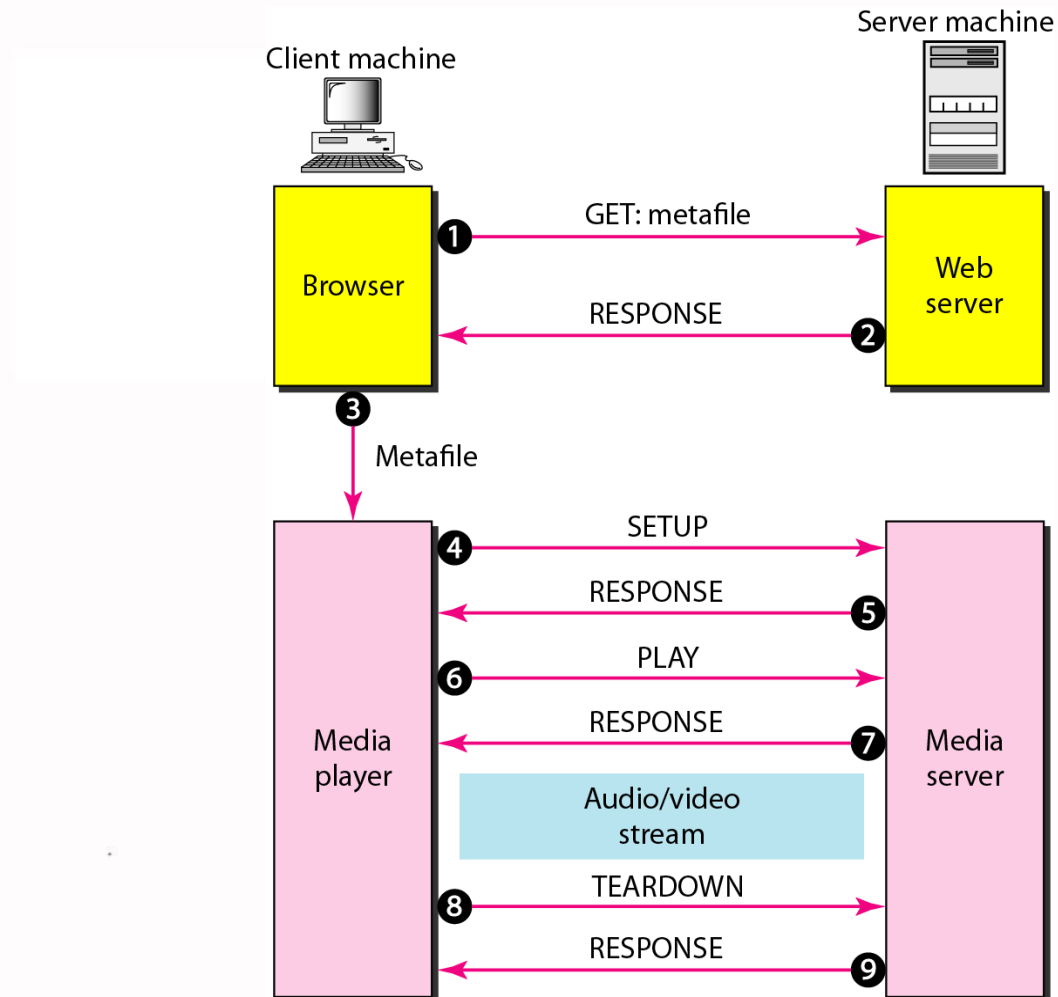 Server machine
Client machine
GET: metafile
1
Browser
Web
server
RESPONSE
2
3
Metafile
SETUP
4
RESPONSE
5
PLAY
6
RESPONSE
7
Media
player
Media
server
Audio/video
stream
TEARDOWN
8
RESPONSE
9